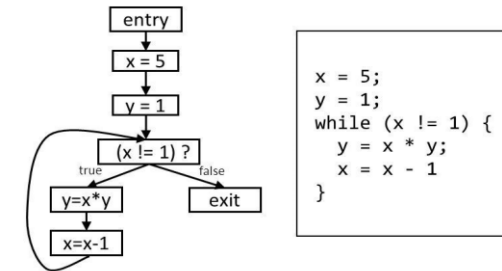 entry
x = 5
y = 1
(x != 1) ?
true
false
y=x*y
exit
x=x-1
x = 5;
y = 1;
while (x != 1) {
  y = x * y;
  x = x - 1
}